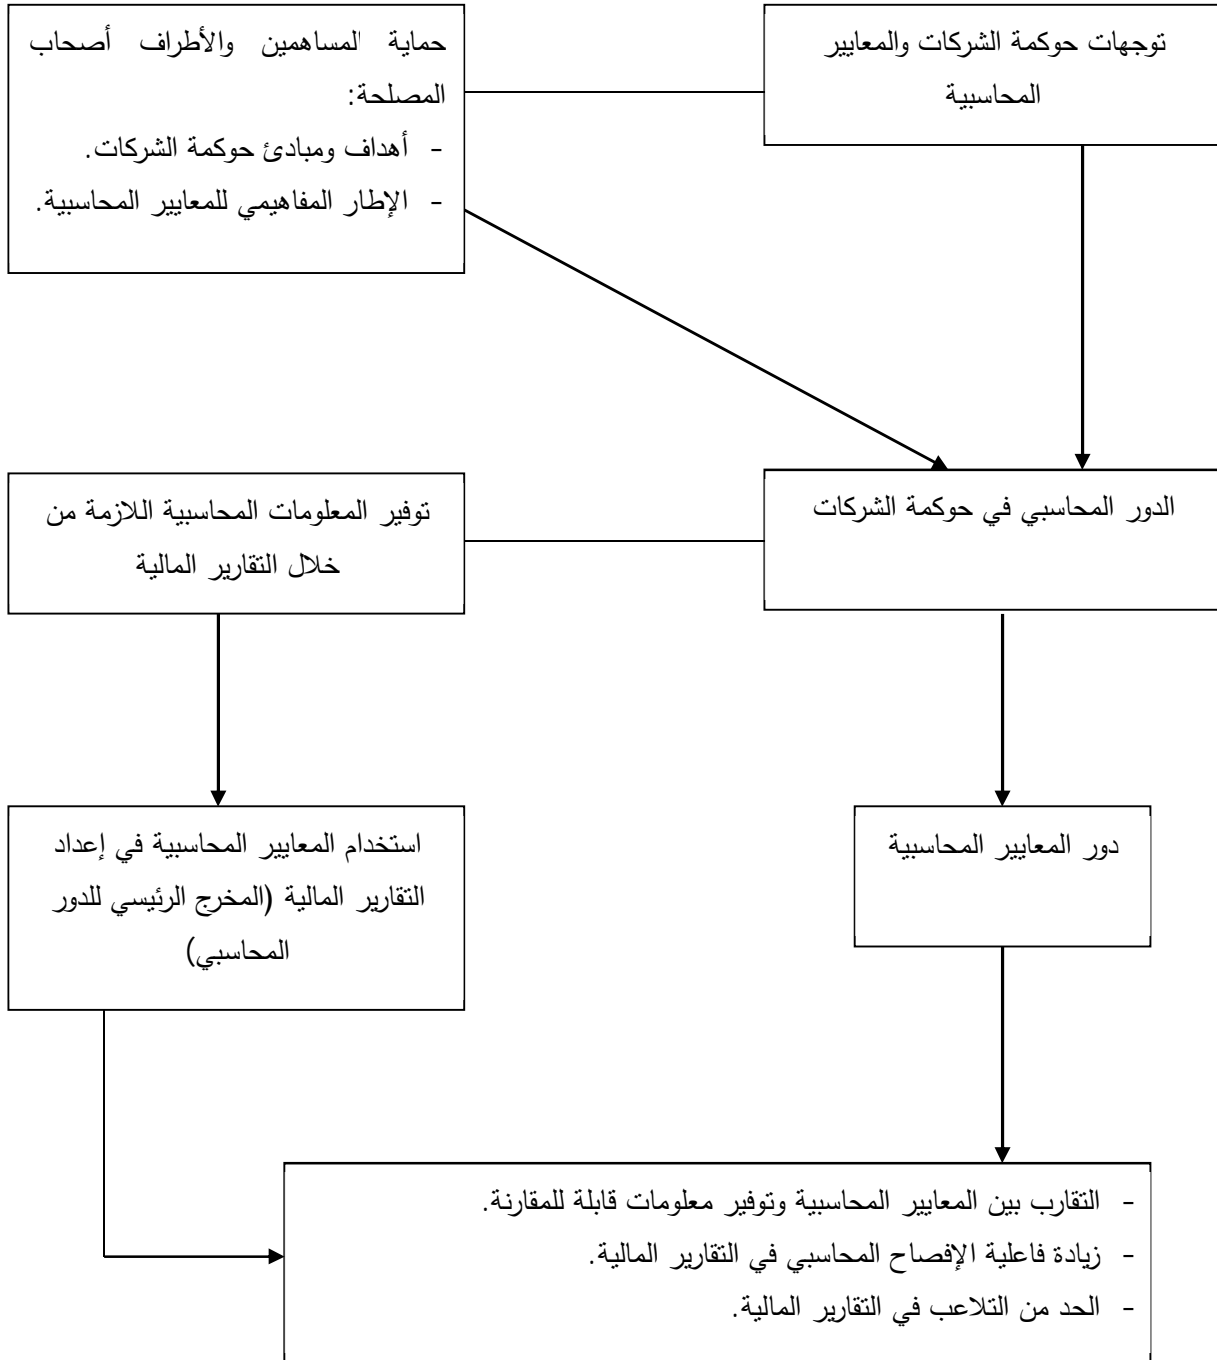 توجهات حوكمة الشركات والمعايير
المحاسبية
حماية المساهمين والأطراف أصحاب
المصلحة:
- أهداف ومبادئ حوكمة الشركات.
- الإطار المفاهيمي للمعايير المحاسبية.
الدور المحاسبي في حوكمة الشركات
توفير المعلومات المحاسبية اللازمة من
خلال التقارير المالية
دور المعايير المحاسبية
استخدام المعايير المحاسبية في إعداد
التقارير المالية (المخرج الرئيسي للدور
المحاسبي)
- التقارب بين المعايير المحاسبية وتوفير معلومات قابلة للمقارنة.
- زيادة فاعلية الإفصاح المحاسبي في التقارير المالية.
- الحد من التلاعب في التقارير المالية.